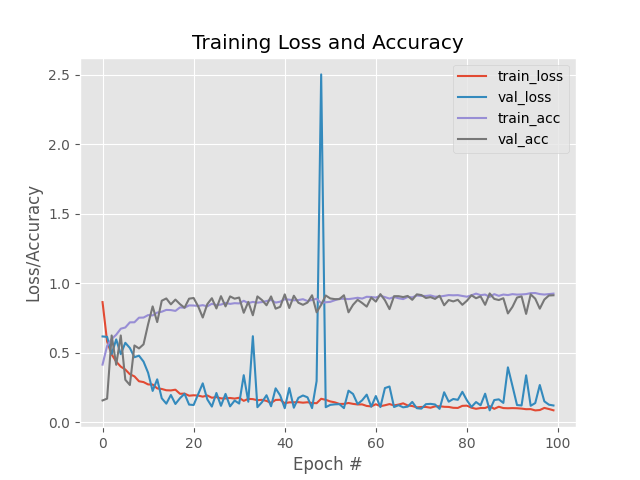 Training Loss and Accuracy
train_loss
val_loss
train_acc
val_acc
Loss/Accuracy
2.5
2.0
1.5
1.0
0.5
0.0
0 20 40 60 80 100
Epoch #